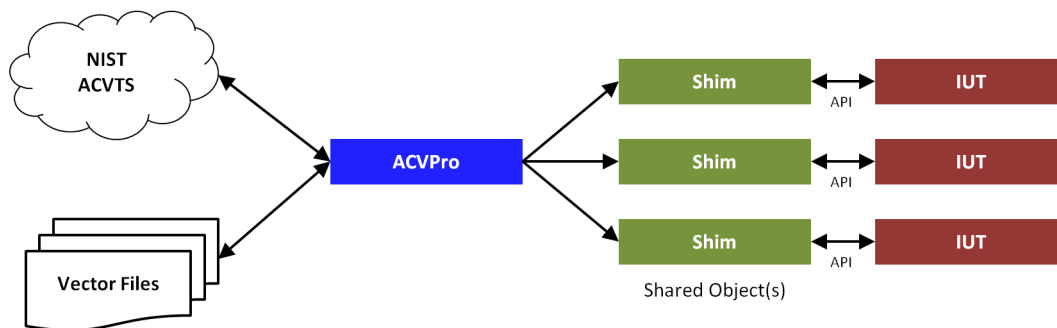 NIST
ACVTS
Vector Files
ACVPro
Shim
API
IUT
Shim
API
IUT
Shim
API
IUT
Shared Object(s)